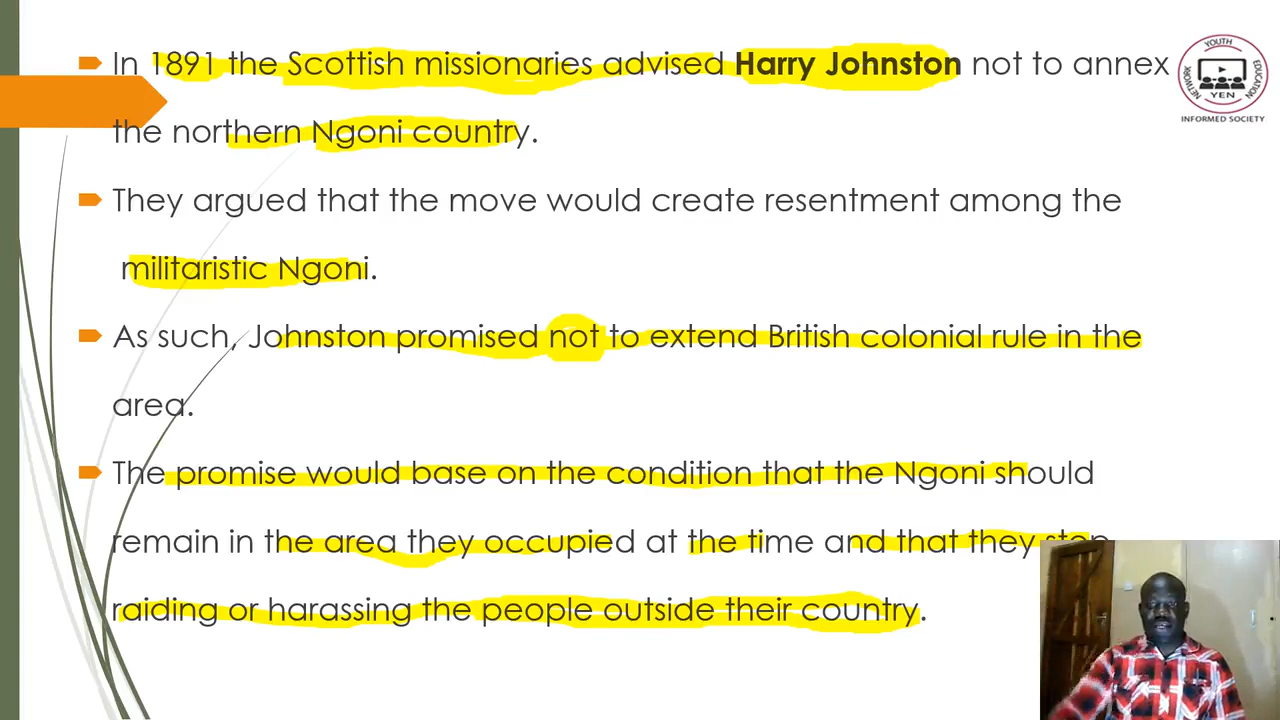 In 1891 the Scottish missionaries advised Harry Johnston not to annex
the northern Ngoni country.
They argued that the move would create resentment among the
militaristic Ngoni.
As such, Johnston promised not to extend British colonial rule in the
area.
The promise would base on the condition that the Ngoni should
remain in the area they occupied at the time and that they stop
raiding or harassing the people outside their country.
YOUTH
NETWORK
EDUCATION
YEN
INFORMED SOCIETY